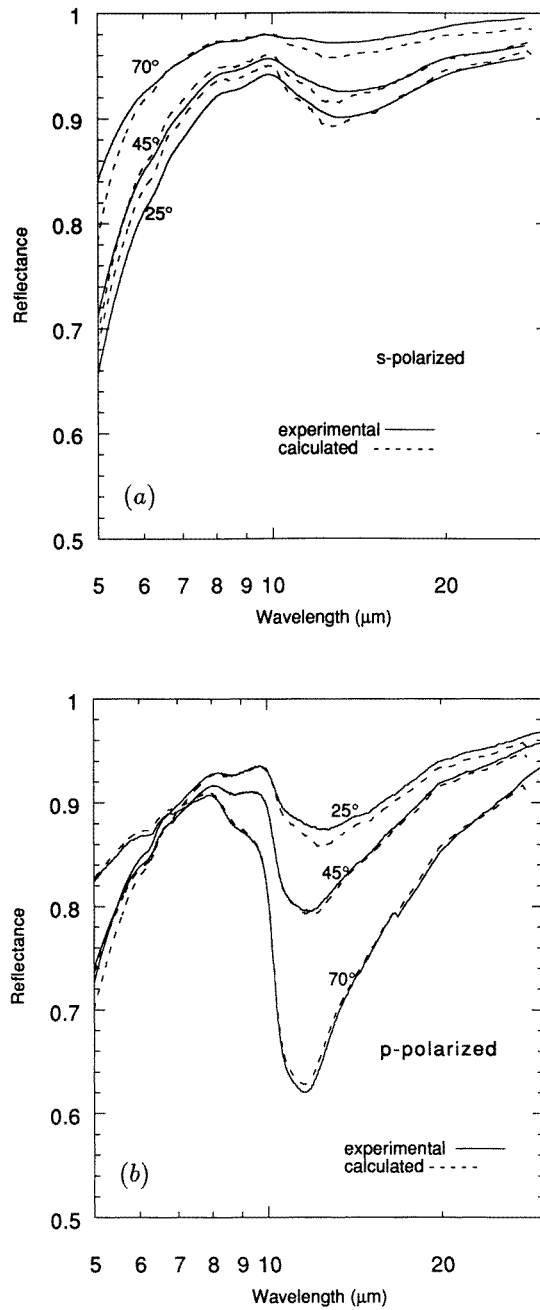 1
0.9
0.8
0.7
0.6
0.5
Reflectance
70°
45°
25°
s-polarized
experimental
calculated
(a)
5 6 7 8 9 10 20
Wavelength (μm)
1
0.9
0.8
0.7
0.6
0.5
Reflectance
25°
45°
70°
p-polarized
experimental
calculated
(b)
5 6 7 8 9 10 20
Wavelength (μm)